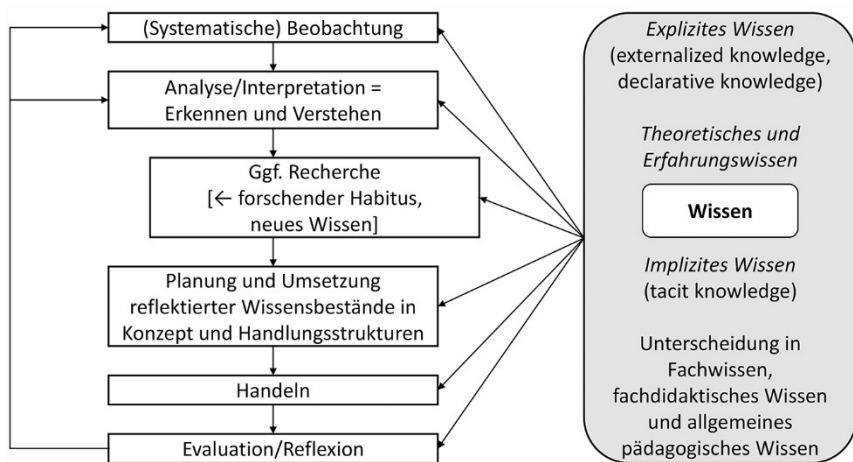 (Systematische) Beobachtung
Analyse/Interpretation =
Erkennen und Verstehen
Ggf. Recherche
[← forschender Habitus,
neues Wissen]
Planung und Umsetzung
reflektierter Wissensbestände in
Konzept und Handlungsstrukturen
Handeln
Evaluation/Reflexion
Explizites Wissen
(externalized knowledge,
declarative knowledge)
Theoretisches und
Erfahrungswissen
Wissen
Implizites Wissen
(tacit knowledge)
Unterscheidung in
Fachwissen,
fachdidaktisches Wissen
und allgemeines
pädagogisches Wissen